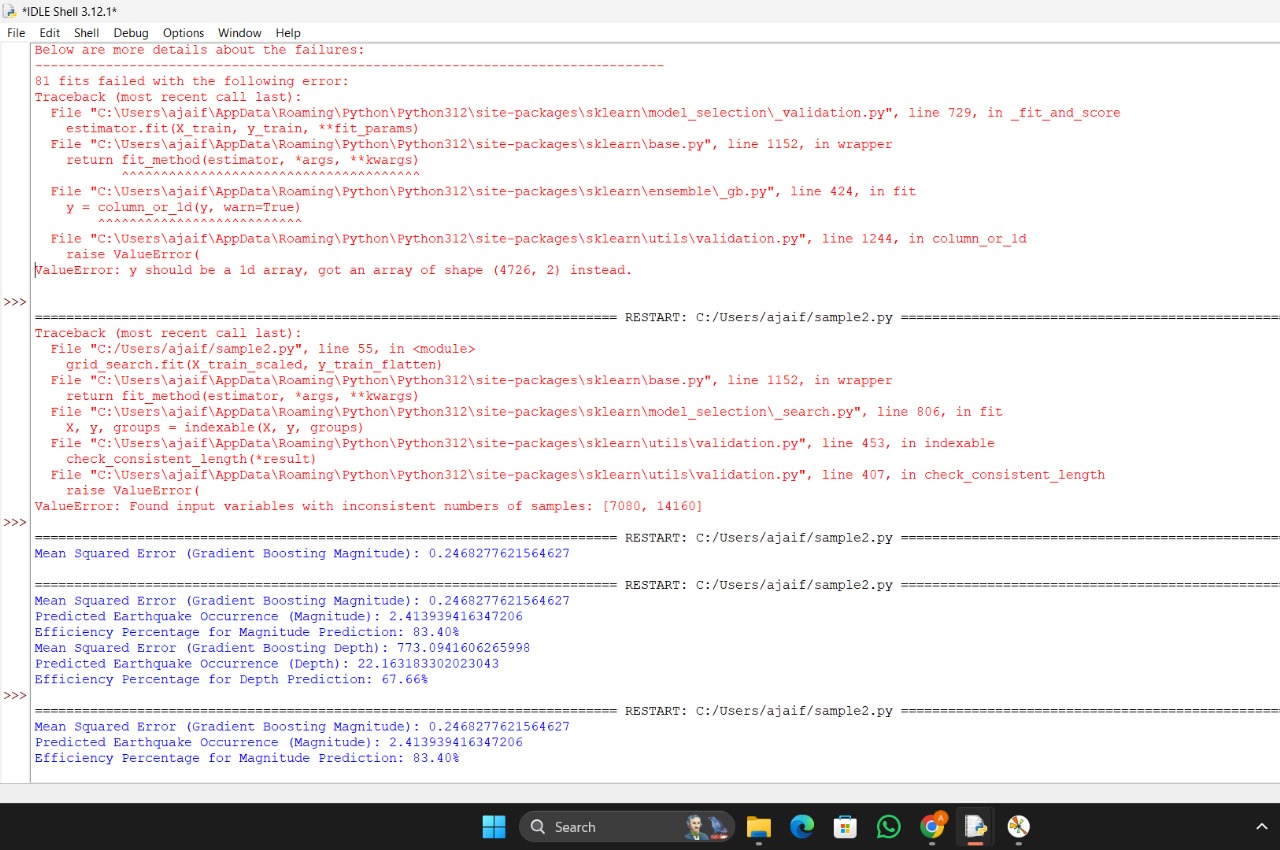 *IDLE Shell 3.12.1*
File Edit Shell Debug Options Window Help
Below are more details about the failures:
--------------------------------------------------------------------------------
81 fits failed with the following error:
Traceback (most recent call last):
  File "C:\Users\ajaif\AppData\Roaming\Python\Python312\site-packages\sklearn\model_selection\_validation.py", line 729, in _fit_and_score
    estimator.fit(X_train, y_train, **fit_params)
  File "C:\Users\ajaif\AppData\Roaming\Python\Python312\site-packages\sklearn\base.py", line 1152, in wrapper
    return fit_method(estimator, *args, **kwargs)
           ^^^^^^^^^^^^^^^^^^^^^^^^^^^^^^^^^^^^^^
  File "C:\Users\ajaif\AppData\Roaming\Python\Python312\site-packages\sklearn\ensemble\_gb.py", line 424, in fit
    y = column_or_1d(y, warn=True)
        ^^^^^^^^^^^^^^^^^^^^^^^^^^
  File "C:\Users\ajaif\AppData\Roaming\Python\Python312\site-packages\sklearn\utils\validation.py", line 1244, in column_or_1d
    raise ValueError(
ValueError: y should be a 1d array, got an array of shape (4726, 2) instead.
>>>
========================================================================== RESTART: C:/Users/ajaif/sample2.py ================================================
Traceback (most recent call last):
  File "C:/Users/ajaif/sample2.py", line 55, in <module>
    grid_search.fit(X_train_scaled, y_train_flatten)
  File "C:\Users\ajaif\AppData\Roaming\Python\Python312\site-packages\sklearn\base.py", line 1152, in wrapper
    return fit_method(estimator, *args, **kwargs)
  File "C:\Users\ajaif\AppData\Roaming\Python\Python312\site-packages\sklearn\model_selection\_search.py", line 806, in fit
    X, y, groups = indexable(X, y, groups)
  File "C:\Users\ajaif\AppData\Roaming\Python\Python312\site-packages\sklearn\utils\validation.py", line 453, in indexable
    check_consistent_length(*result)
  File "C:\Users\ajaif\AppData\Roaming\Python\Python312\site-packages\sklearn\utils\validation.py", line 407, in check_consistent_length
    raise ValueError(
ValueError: Found input variables with inconsistent numbers of samples: [7080, 14160]
>>>
========================================================================== RESTART: C:/Users/ajaif/sample2.py ================================================
Mean Squared Error (Gradient Boosting Magnitude): 0.2468277621564627
========================================================================== RESTART: C:/Users/ajaif/sample2.py ================================================
Mean Squared Error (Gradient Boosting Magnitude): 0.2468277621564627
Predicted Earthquake Occurrence (Magnitude): 2.413939416347206
Efficiency Percentage for Magnitude Prediction: 83.40%
Mean Squared Error (Gradient Boosting Depth): 773.0941606265998
Predicted Earthquake Occurrence (Depth): 22.163183302023043
Efficiency Percentage for Depth Prediction: 67.66%
>>>
========================================================================== RESTART: C:/Users/ajaif/sample2.py ================================================
Mean Squared Error (Gradient Boosting Magnitude): 0.2468277621564627
Predicted Earthquake Occurrence (Magnitude): 2.413939416347206
Efficiency Percentage for Magnitude Prediction: 83.40%
Search
A